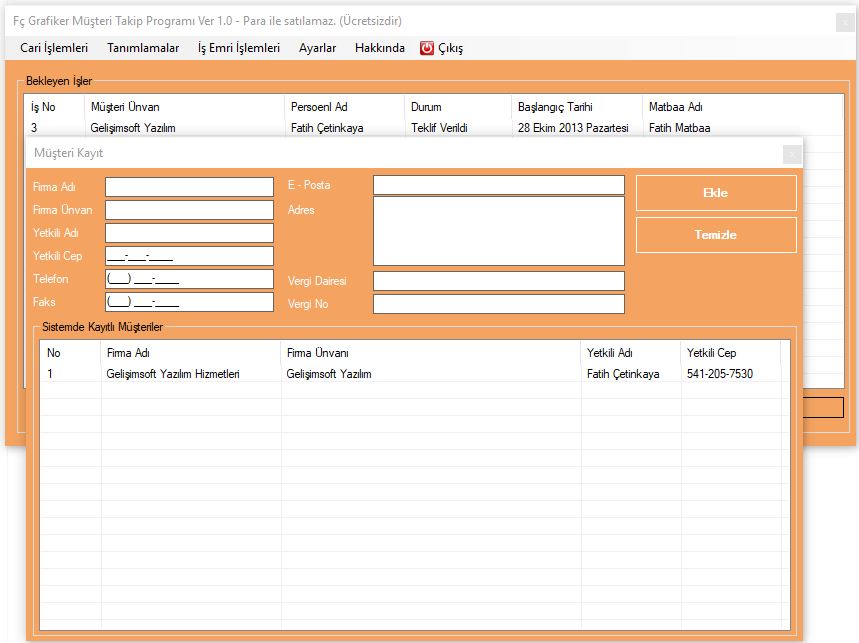 Fç Grafiker Müşteri Takip Programı Ver 1.0 - Para ile satılamaz. (Ücretsizdir)
x
Cari İşlemleri Tanımlamalar İş Emri İşlemleri Ayarlar Hakkında Çıkış
Bekleyen İşler
İş No Müşteri Ünvan Persoenl Ad Durum Başlangıç Tarihi Matbaa Adı
3 Gelişimsoft Yazılım Fatih Çetinkaya Teklif Verildi 28 Ekim 2013 Pazartesi Fatih Matbaa
Müşteri Kayıt x
Firma Adı E - Posta Ekle
Firma Ünvan Adres
Yetkili Adı Temizle
Yetkili Cep ___-___-____
Telefon (___) ___-____ Vergi Dairesi
Faks (___) ___-____ Vergi No
Sistemde Kayıtlı Müşteriler
No Firma Adı Firma Ünvanı Yetkili Adı Yetkili Cep
1 Gelişimsoft Yazılım Hizmetleri Gelişimsoft Yazılım Fatih Çetinkaya 541-205-7530